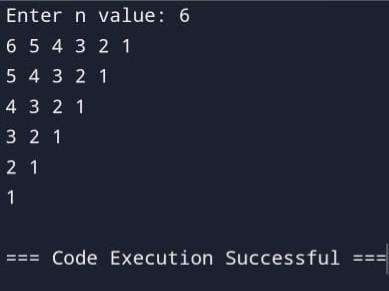 Enter n value: 6
6 5 4 3 2 1
5 4 3 2 1
4 3 2 1
3 2 1
2 1
1
=== Code Execution Successful ===